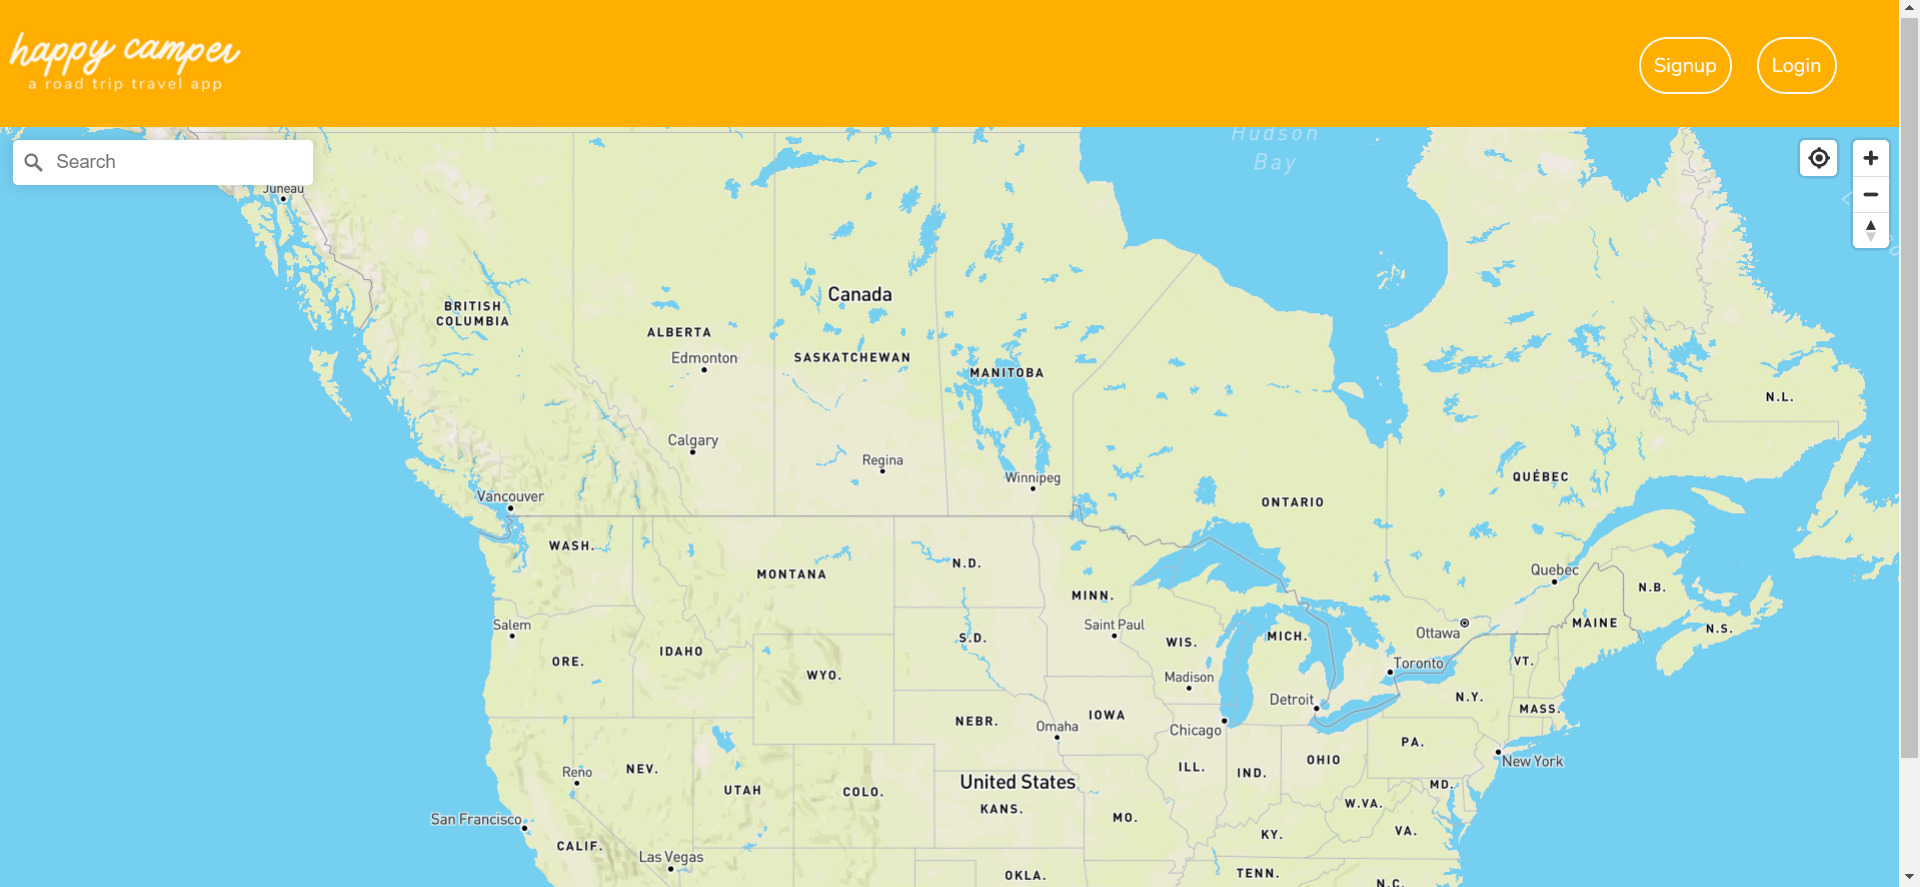 happy camper
a road trip travel app
Signup
Login
Search
Hudson
Bay
Juneau
Canada
BRITISH
COLUMBIA
ALBERTA
Edmonton
SASKATCHEWAN
MANITOBA
N.L.
Calgary
Regina
Winnipeg
QUÉBEC
Vancouver
ONTARIO
WASH.
N.D.
MONTANA
Quebec
N.B.
MINN.
Salem
Saint Paul
MAINE
N.S.
Ottawa
S.D.
WIS.
MICH.
IDAHO
ORE.
Toronto
VT.
WYO.
Madison
Detroit
N.Y.
MASS.
NEBR.
IOWA
Omaha
Chicago
PA.
OHIO
New York
Reno
NEV.
ILL.
IND.
United States
MD.
UTAH
COLO.
KANS.
W.VA.
San Francisco
MO.
KY.
VA.
CALIF.
Las Vegas
OKLA.
TENN.
N.C.